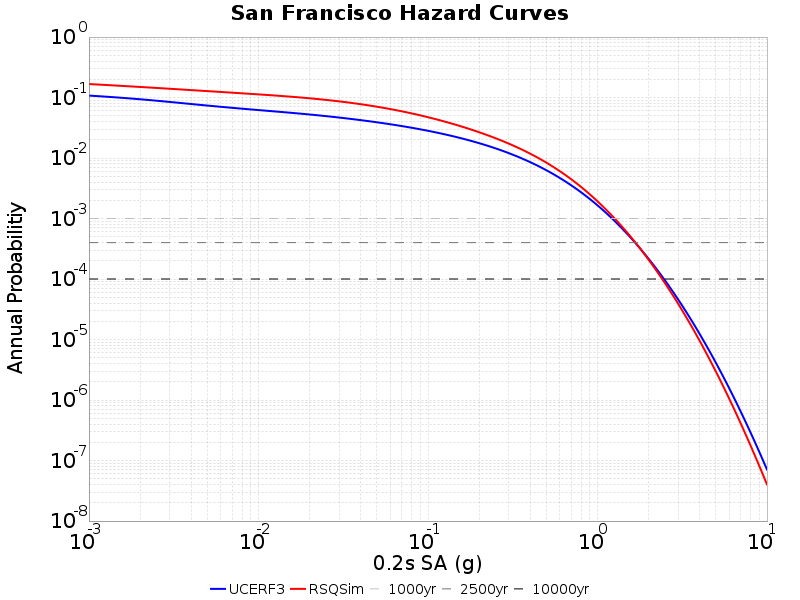 San Francisco Hazard Curves
Annual Probabilitiy
10^0
10^-1
10^-2
10^-3
10^-4
10^-5
10^-6
10^-7
10^-8
10^-3 10^-2 10^-1 10^0 10^1
0.2s SA (g)
UCERF3 RSQSim 1000yr 2500yr 10000yr